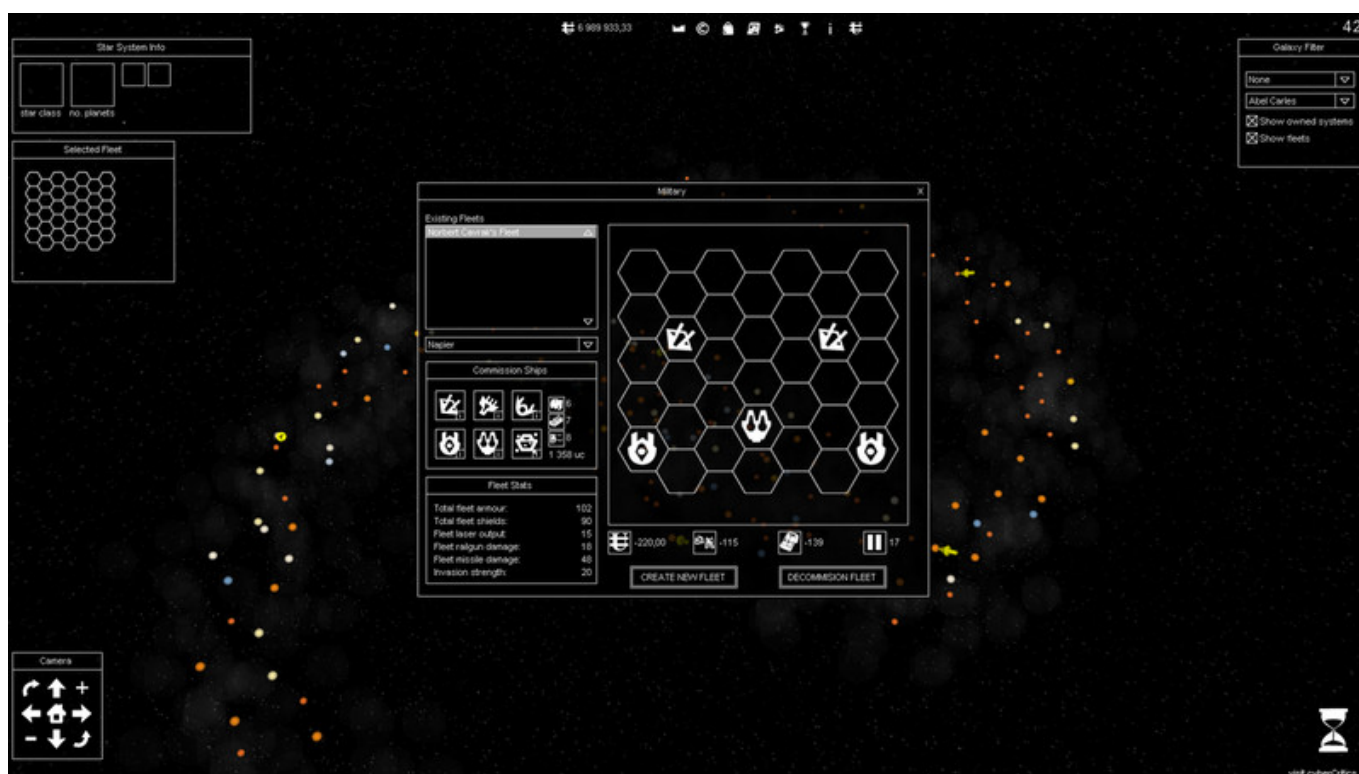 6 989 933,33
42
Star System Info
star class no. planets
Selected Fleet
Galaxy Filter
None
Abel Carles
Show owned systems
Show fleets
Military X
Existing Fleets
Norbert Cavrak's Fleet
Napier
Commission Ships
6
7
8
1 358 uc
Fleet Stats
Total fleet armour: 102
Total fleet shields: 90
Fleet laser output: 15
Fleet railgun damage: 18
Fleet missile damage: 48
Invasion strength: 20
-220,00 -115 -139 17
CREATE NEW FLEET DECOMMISION FLEET
Camera